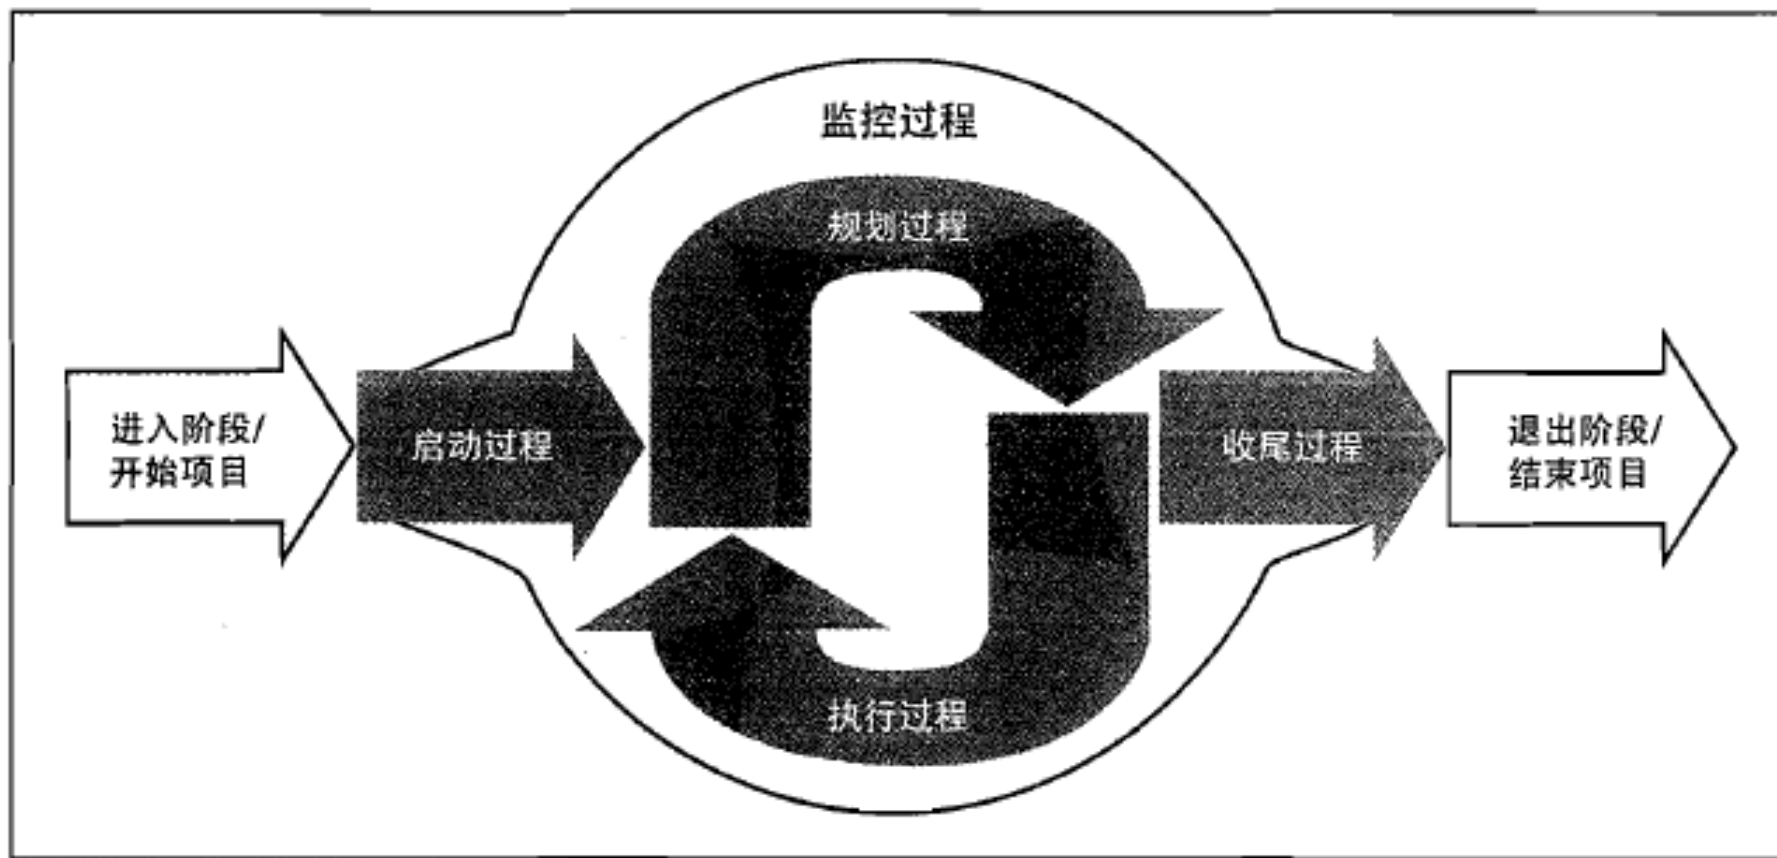 监控过程
规划过程
进入阶段/
开始项目
启动过程
收尾过程
退出阶段/
结束项目
执行过程